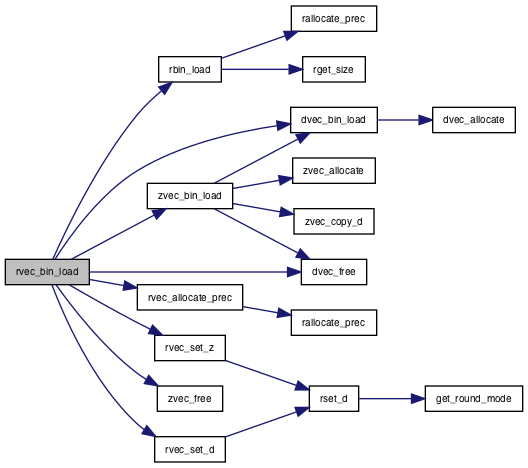 rallocate_prec
rbin_load
rget_size
dvec_bin_load
dvec_allocate
zvec_allocate
zvec_bin_load
zvec_copy_d
rvec_bin_load
dvec_free
rvec_allocate_prec
rallocate_prec
rvec_set_z
zvec_free
rset_d
get_round_mode
rvec_set_d